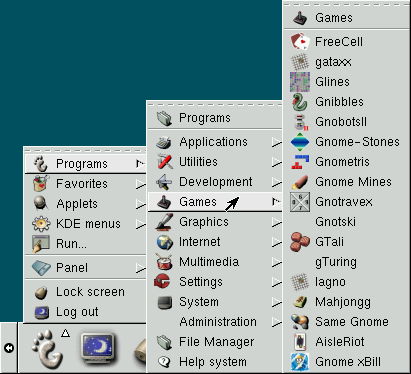 Programs
Favorites
Applets
KDE menus
Run...
Panel
Lock screen
Log out
Programs
Applications
Utilities
Development
Games
Graphics
Internet
Multimedia
Settings
System
Administration
File Manager
Help system
Games
FreeCell
gataxx
Glines
Gnibbles
GnobotsII
Gnome-Stones
Gnometris
Gnome Mines
Gnotravex
Gnotski
GTali
gTuring
Iagno
Mahjongg
Same Gnome
AisleRiot
Gnome xBill